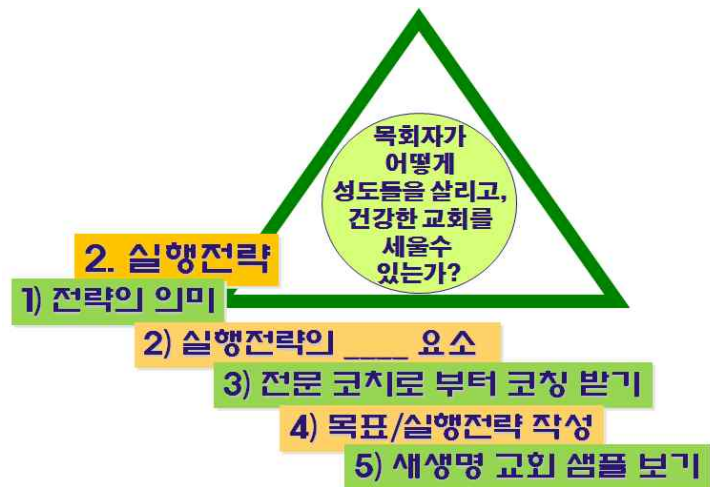 목회자가
어떻게
성도들을 살리고,
건강한 교회를
세울수
있는가?
2. 실행전략
1) 전략의 의미
2) 실행전략의 ____ 요소
3) 전문 코치로 부터 코칭 받기
4) 목표/실행전략 작성
5) 새생명 교회 샘플 보기